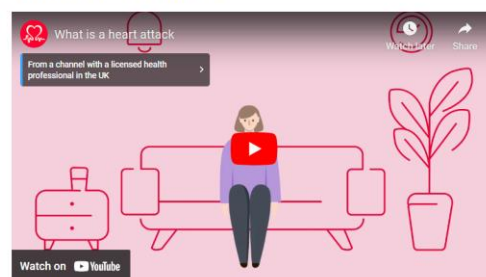 What is a heart attack
Watch later
Share
From a channel with a licensed health
professional in the UK
Watch on YouTube